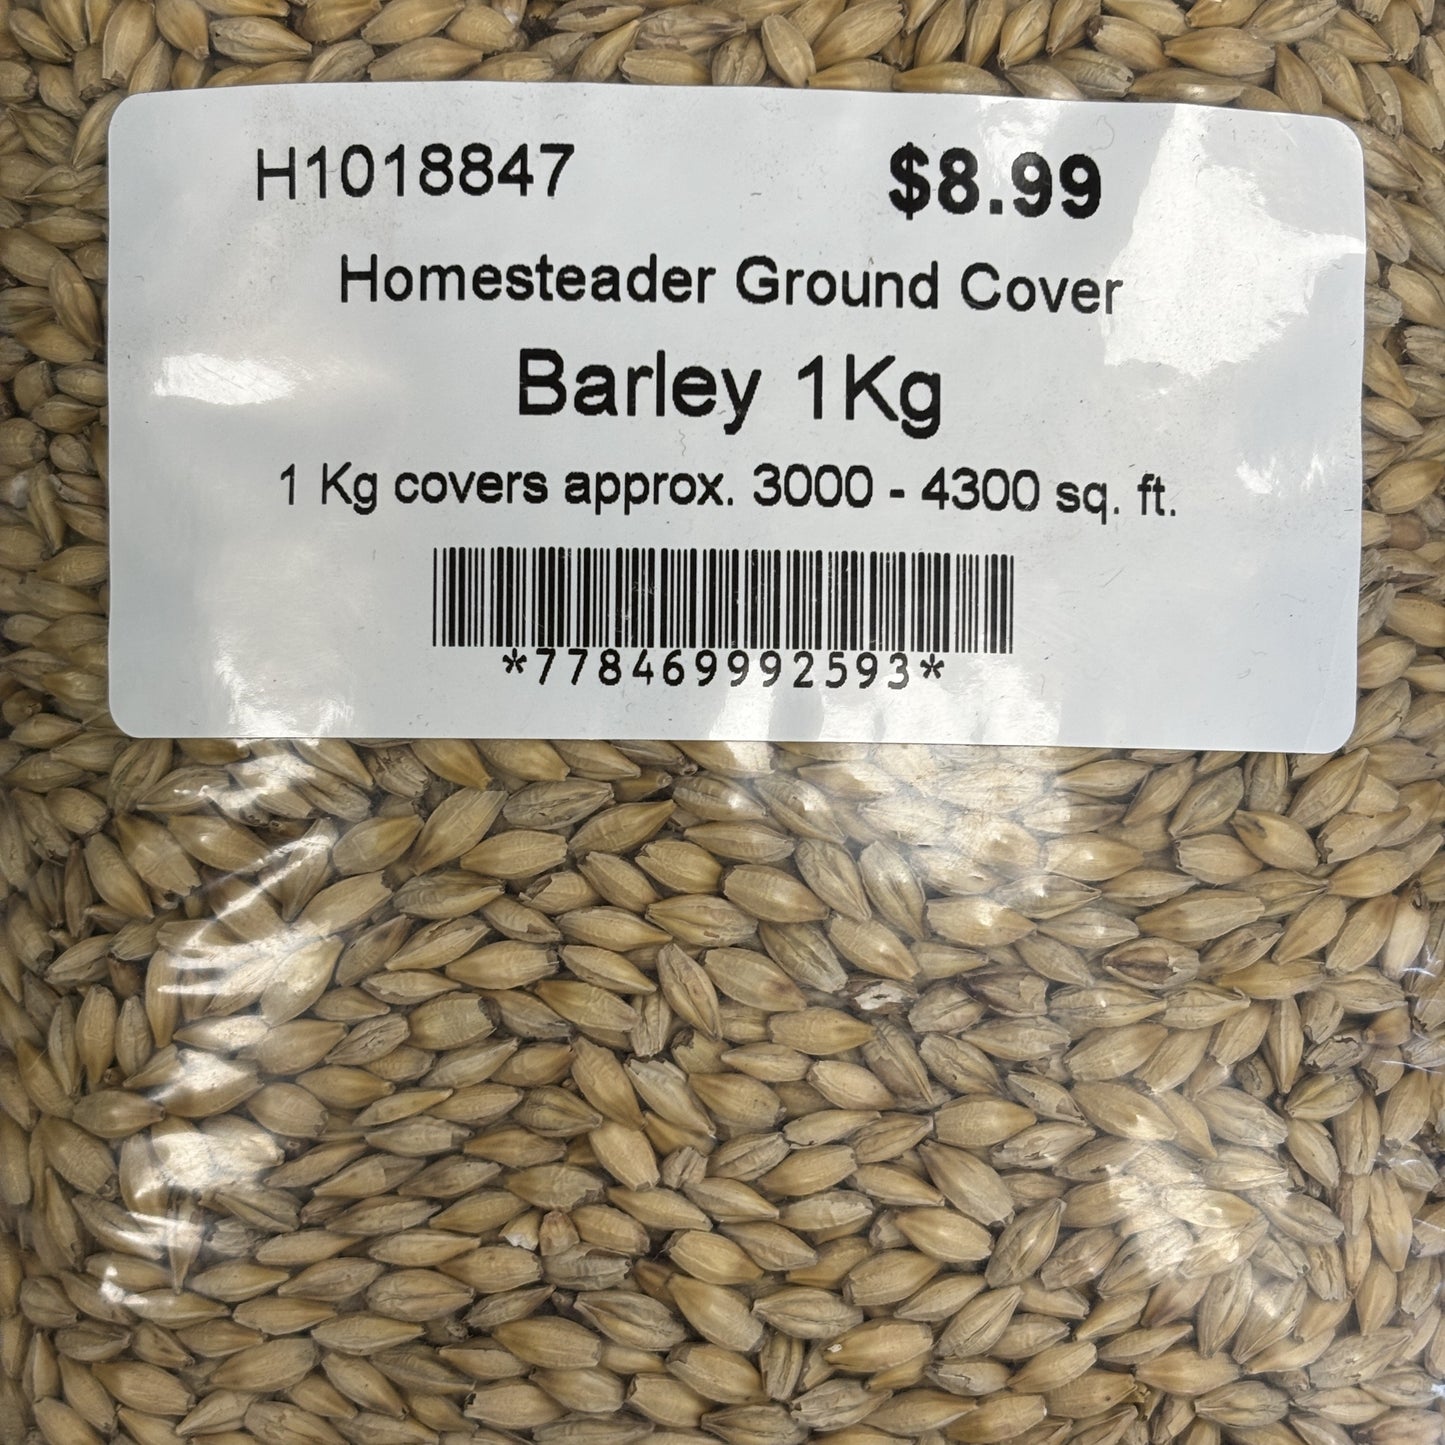 H1018847 $8.99
Homesteader Ground Cover
Barley 1Kg
1 Kg covers approx. 3000 - 4300 sq. ft.
*778469992593*